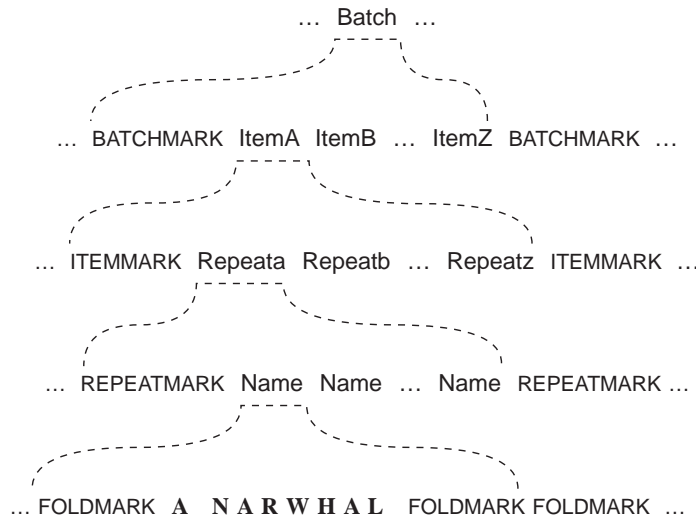 … Batch …
… BATCHMARK ItemA ItemB … ItemZ BATCHMARK …
… ITEMMARK Repeata Repeatb … Repeatz ITEMMARK …
… REPEATMARK Name Name … Name REPEATMARK …
… FOLDMARK A N A R W H A L FOLDMARK FOLDMARK …